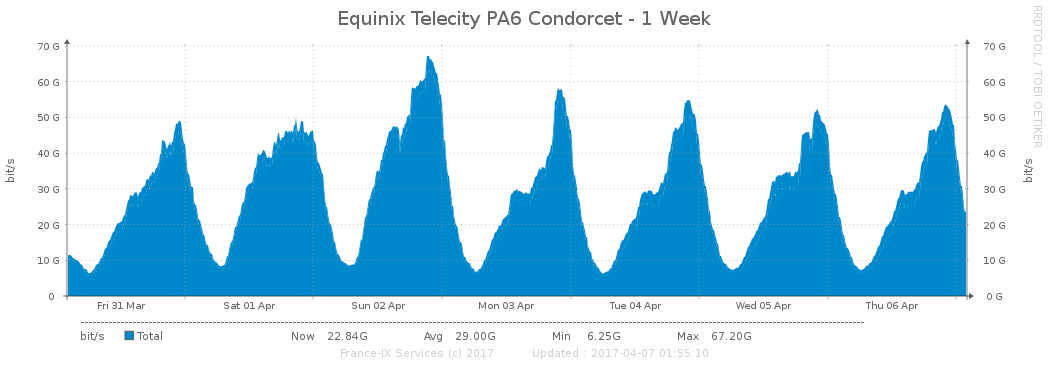 Equinix Telecity PA6 Condorcet - 1 Week
RRDTOOL / TOBI OETIKER
bit/s
70 G 70 G
60 G 60 G
50 G 50 G
40 G 40 G
30 G 30 G
20 G 20 G
10 G 10 G
0 0 G
bit/s
Fri 31 Mar Sat 01 Apr Sun 02 Apr Mon 03 Apr Tue 04 Apr Wed 05 Apr Thu 06 Apr
bit/s Total Now 22.84G Avg 29.00G Min 6.25G Max 67.20G
France-IX Services (c) 2017 Updated : 2017-04-07 01:55:10